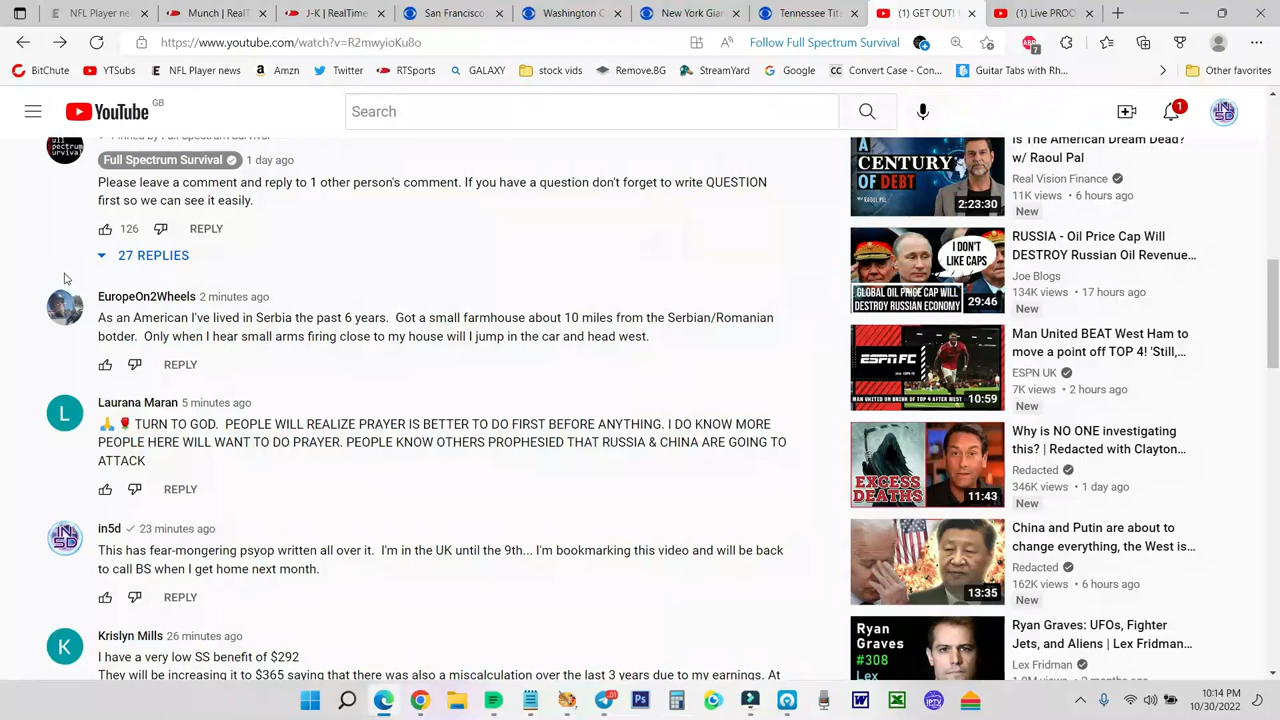 NFL Player news
Munch | RealT
J-K | RealT
San Francisco
Washington C
New York Gian
Tennessee Tita
(1) GET OUT!
(1) Live PROC
https://www.youtube.com/watch?v=R2mwyioKu8o
Follow Full Spectrum Survival
7
BitChute
YTSubs
NFL Player news
Amzn
Twitter
RTSports
GALAXY
stock vids
Remove.BG
StreamYard
Google
CC Convert Case - Con...
Guitar Tabs with Rh...
Other favorites
YouTube GB
Search
1
Pinned by Full Spectrum Survival
Full Spectrum Survival 1 day ago
Please leave a comment and reply to 1 other person's comment. If you have a question don't forget to write QUESTION
first so we can see it easily.
126 REPLY
27 REPLIES
EuropeOn2Wheels 2 minutes ago
As an American I've lived in Serbia the past 6 years. Got a small farmhouse about 10 miles from the Serbian/Romanian
botder. Only when I hear small arms firing close to my house will I jump in the car and head west.
REPLY
L
Laurana Maran 5 minutes ago
🙏🌹 TURN TO GOD. PEOPLE WILL REALIZE PRAYER IS BETTER TO DO FIRST BEFORE ANYTHING. I DO KNOW MORE
PEOPLE HERE WILL WANT TO DO PRAYER. PEOPLE KNOW OTHERS PROPHESIED THAT RUSSIA & CHINA ARE GOING TO
ATTACK
REPLY
IN5D
in5d 23 minutes ago
This has fear-mongering psyop written all over it. I'm in the UK until the 9th... I'm bookmarking this video and will be back
to call BS when I get home next month.
REPLY
K
Krislyn Mills 26 minutes ago
I have a very low SS benefit of $292
They will be increasing it to $365 saying that there was also miscalculation over the last 3 years due to my earnings. At
A
CENTURY
OF DEBT
2:23:30
Is The American Dream Dead?
w/ Raoul Pal
Real Vision Finance
11K views • 6 hours ago
New
I DON'T
LIKE CAPS
GLOBAL OIL PRICE CAP WILL
DESTROY RUSSIAN ECONOMY
29:46
RUSSIA - Oil Price Cap Will
DESTROY Russian Oil Revenue...
Joe Blogs
134K views • 17 hours ago
New
ESPN FC
MAN UNITED ON BRINK OF TOP 4 AFTER WEST
10:59
Man United BEAT West Ham to
move a point off TOP 4! 'Still,...
ESPN UK
7K views • 2 hours ago
New
EXCESS
DEATHS
11:43
Why is NO ONE investigating
this? | Redacted with Clayton...
Redacted
346K views • 1 day ago
New
13:35
China and Putin are about to
change everything, the West is...
Redacted
162K views • 6 hours ago
New
Ryan
Graves
#308
Lex
Ryan Graves: UFOs, Fighter
Jets, and Aliens | Lex Fridman...
Lex Fridman
10:14 PM
10/30/2022